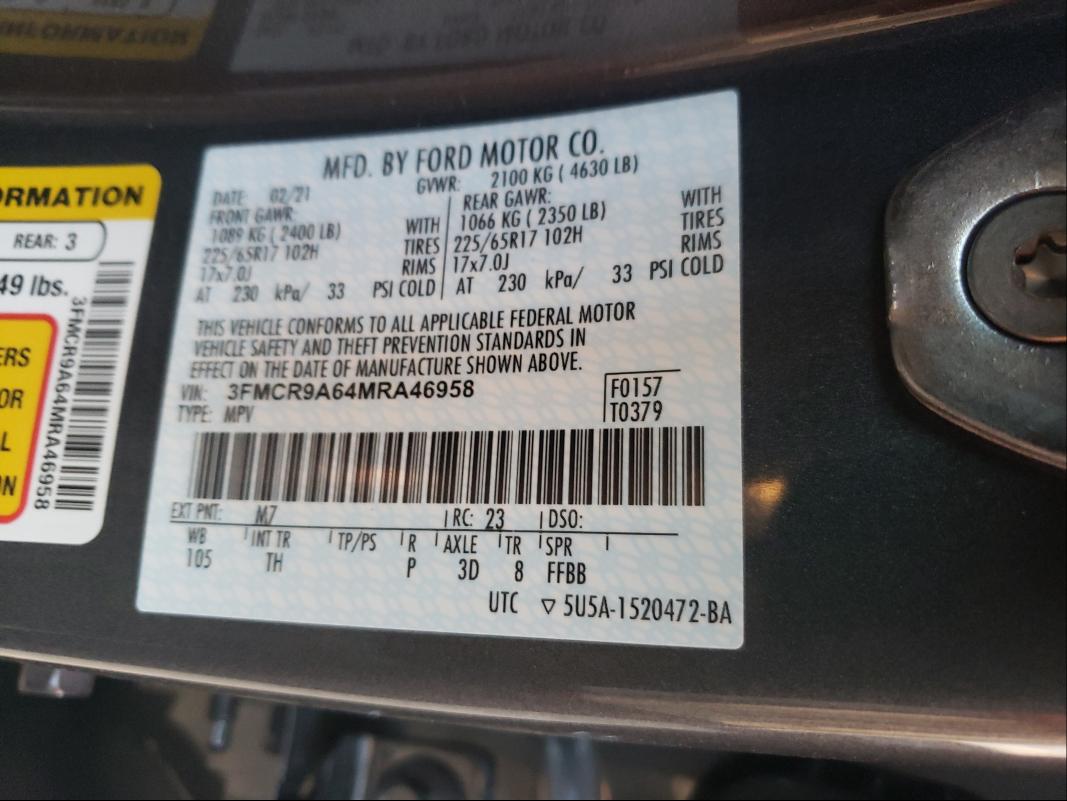 ORMATION
REAR: 3
49 lbs.
3FMCR9A64MRA46958
ERS
OR
L
N
MFD. BY FORD MOTOR CO.
DATE: 02/21 GVWR: 2100 KG ( 4630 LB)
FRONT GAWR: REAR GAWR:
1089 KG ( 2400 LB) WITH 1066 KG ( 2350 LB) WITH
225/65R17 102H TIRES 225/65R17 102H TIRES
17x7.0J RIMS 17x7.0J RIMS
AT 230 kPa/ 33 PSI COLD AT 230 kPa/ 33 PSI COLD
THIS VEHICLE CONFORMS TO ALL APPLICABLE FEDERAL MOTOR
VEHICLE SAFETY AND THEFT PREVENTION STANDARDS IN
EFFECT ON THE DATE OF MANUFACTURE SHOWN ABOVE.
VIN: 3FMCR9A64MRA46958 F0157
TYPE: MPV T0379
EXT PNT: M7 RC: 23 DSO:
WB INT TR TP/PS R AXLE TR SPR
105 TH P 3D 8 FFBB
UTC ▽ 5U5A-1520472-BA